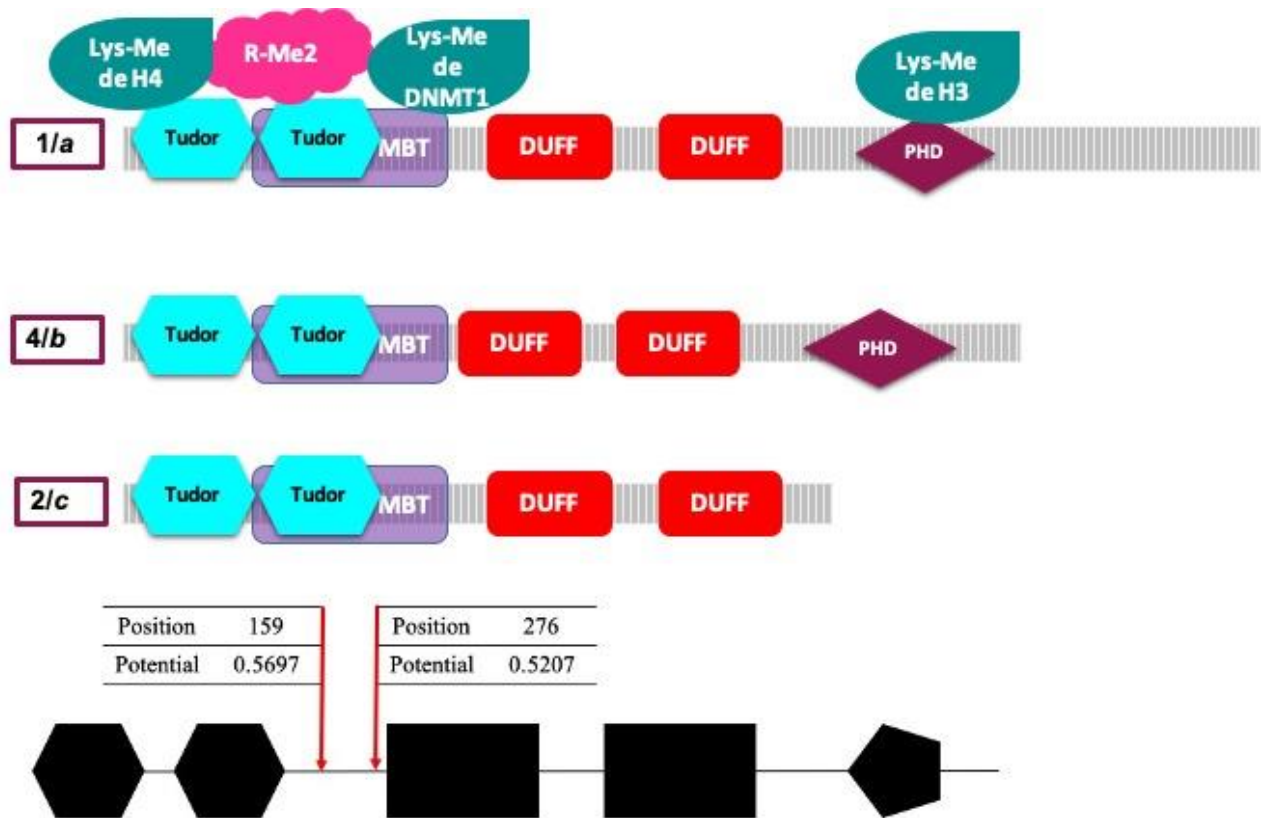 Lys-Me
de H4
R-Me2
Lys-Me
de
DNMT1
Lys-Me
de H3
1/a
Tudor
Tudor
MBT
DUFF
DUFF
PHD
4/b
Tudor
Tudor
MBT
DUFF
DUFF
PHD
2/c
Tudor
Tudor
MBT
DUFF
DUFF
Position 159
Potential 0.5697
Position 276
Potential 0.5207